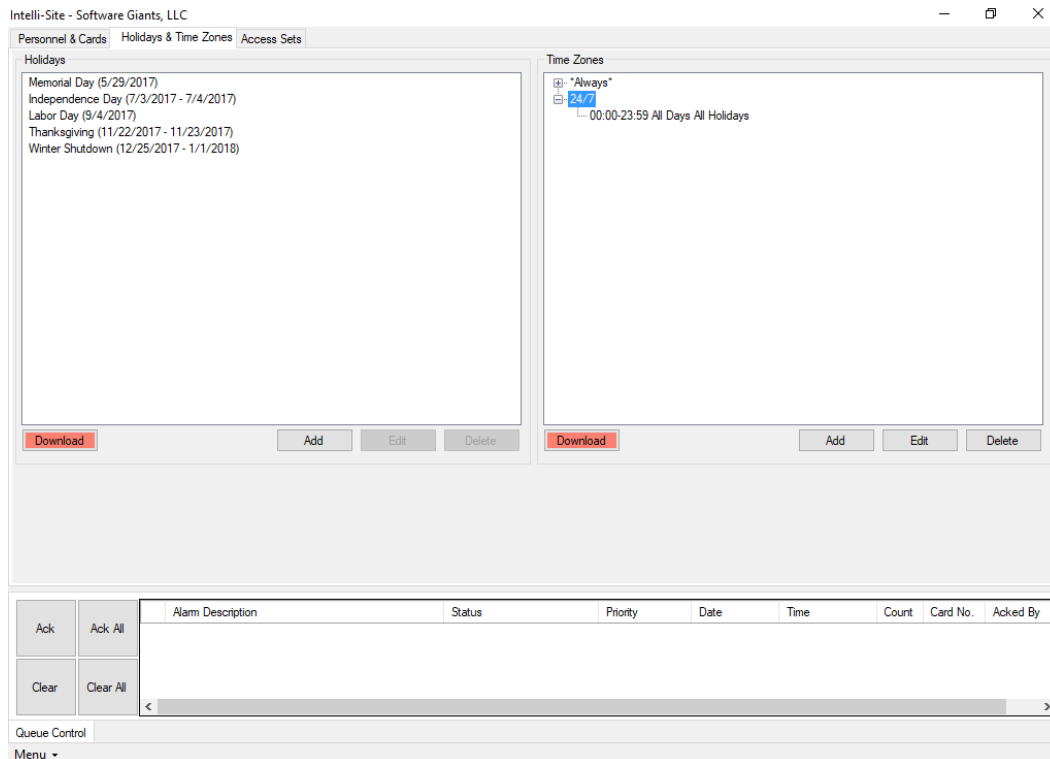 Intelli-Site - Software Giants, LLC
Personnel & Cards Holidays & Time Zones Access Sets
Holidays
Memorial Day (5/29/2017)
Independence Day (7/3/2017 - 7/4/2017)
Labor Day (9/4/2017)
Thanksgiving (11/22/2017 - 11/23/2017)
Winter Shutdown (12/25/2017 - 1/1/2018)
Download Add Edit Delete
Time Zones
*Always*
24/7
00:00-23:59 All Days All Holidays
Download Add Edit Delete
Ack Ack All
Clear Clear All
Alarm Description Status Priority Date Time Count Card No. Acked By
Queue Control
Menu